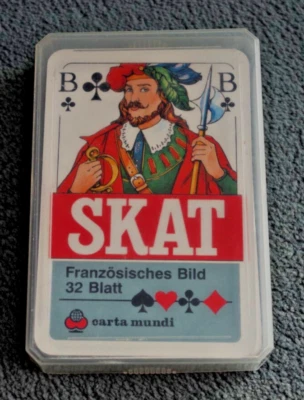 B B
SKAT
Französisches Bild
32 Blatt
carta mundi